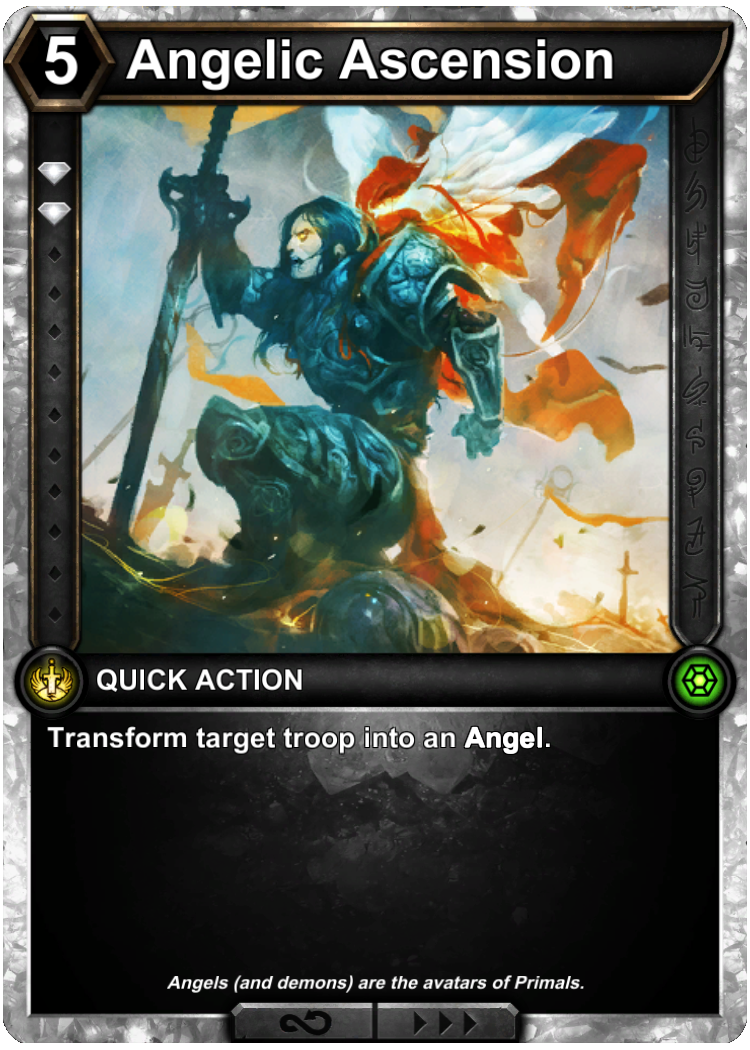 5
Angelic Ascension
QUICK ACTION
Transform target troop into an Angel.
Angels (and demons) are the avatars of Primals.